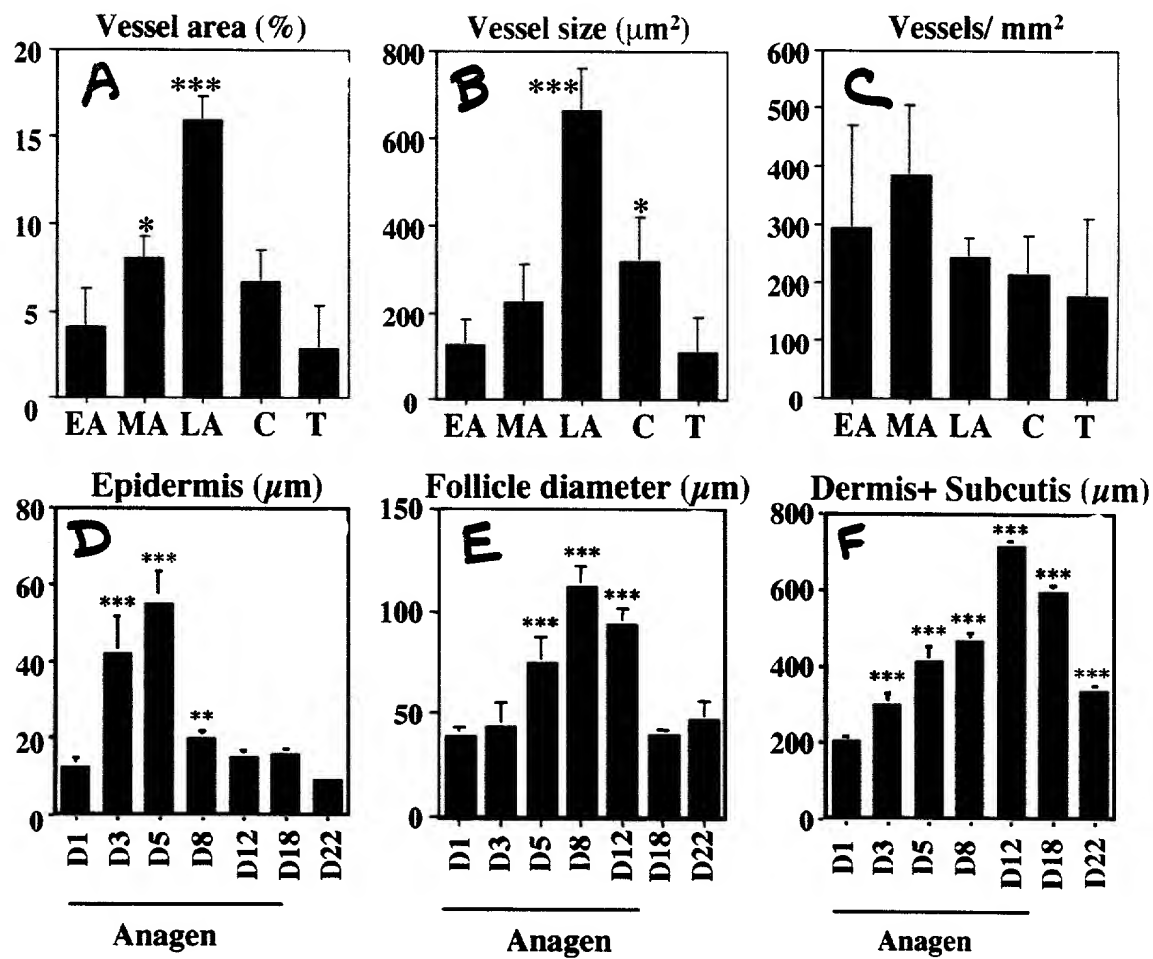 Vessel area (%)
Vessel size (μm²)
Vessels/ mm²
A
***
*
20
15
10
5
0
EA MA LA C T
B
***
*
800
600
400
200
0
EA MA LA C T
C
600
500
400
300
200
100
0
EA MA LA C T
Epidermis (μm)
Follicle diameter (μm)
Dermis+ Subcutis (μm)
D
***
***
**
80
60
40
20
0
D1 D3 D5 D8 D12 D18 D22
Anagen
E
***
***
***
150
100
50
0
D1 D3 D5 D8 D12 D18 D22
Anagen
F
***
***
***
***
***
***
800
600
400
200
0
D1 D3 D5 D8 D12 D18 D22
Anagen